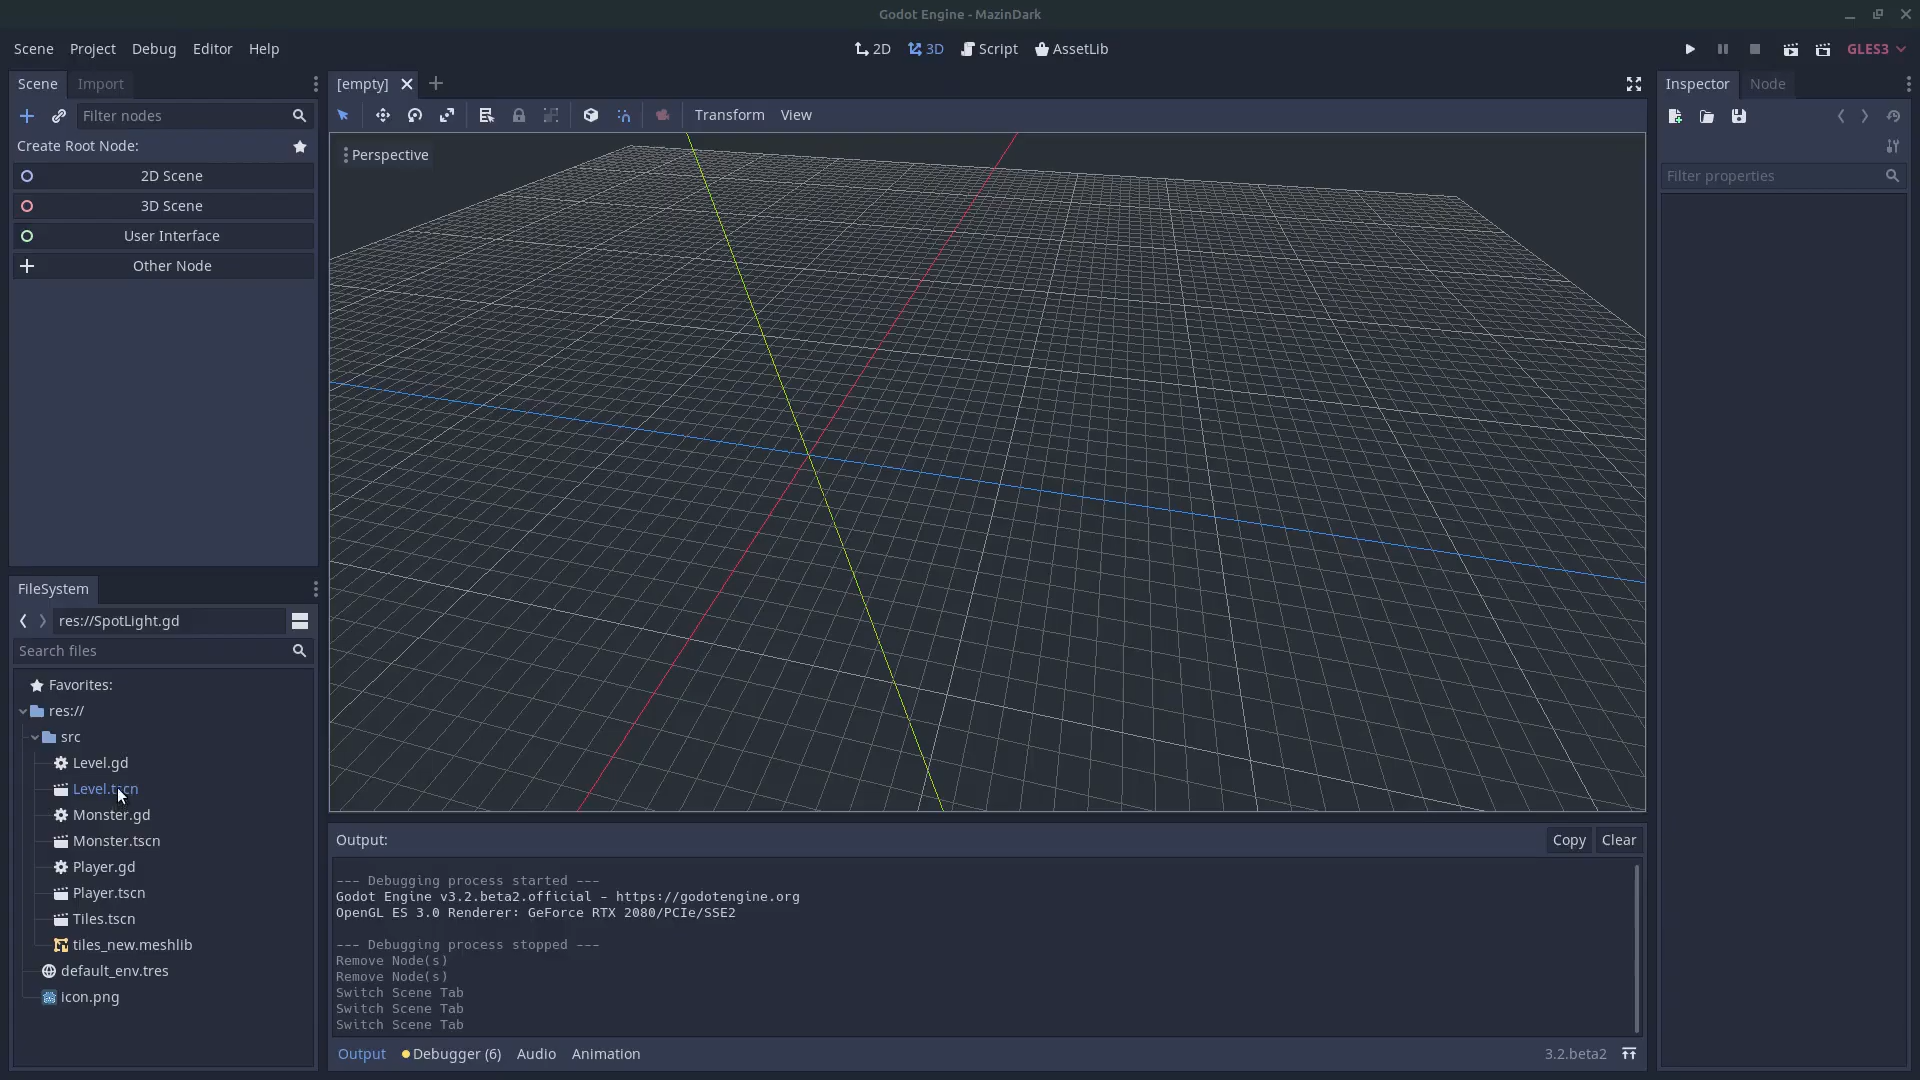 Godot Engine - MazinDark
Scene Project Debug Editor Help
2D 3D Script AssetLib
GLES3
Scene Import
Filter nodes
Create Root Node:
2D Scene
3D Scene
User Interface
Other Node
[empty]
Transform View
Perspective
Inspector Node
Filter properties
FileSystem
res://SpotLight.gd
Search files
Favorites:
res://
src
Level.gd
Level.tscn
Monster.gd
Monster.tscn
Player.gd
Player.tscn
Tiles.tscn
tiles_new.meshlib
default_env.tres
icon.png
Output:
Copy Clear
--- Debugging process started ---
Godot Engine v3.2.beta2.official - https://godotengine.org
OpenGL ES 3.0 Renderer: GeForce RTX 2080/PCIe/SSE2
--- Debugging process stopped ---
Remove Node(s)
Remove Node(s)
Switch Scene Tab
Switch Scene Tab
Switch Scene Tab
Output Debugger (6) Audio Animation
3.2.beta2